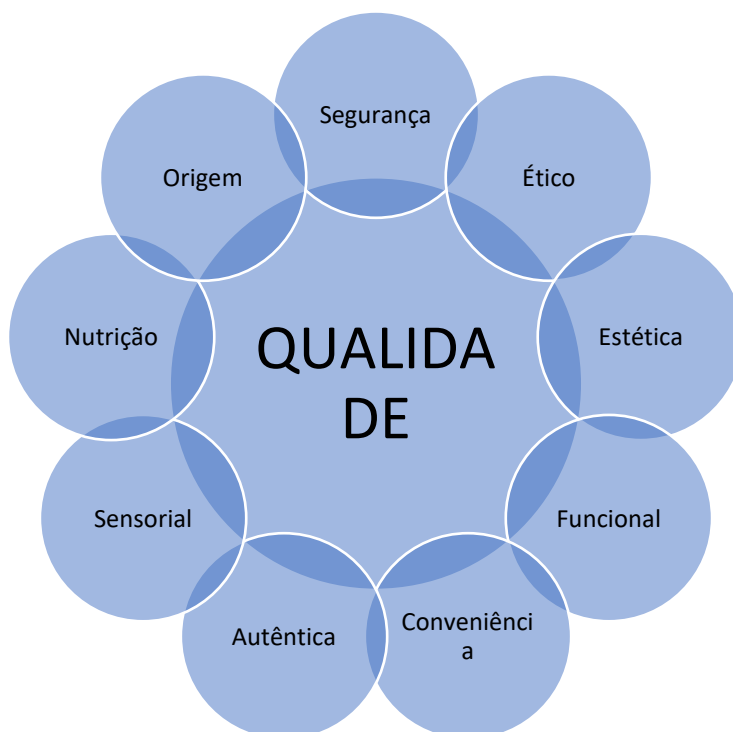 Segurança
Origem
Ético
Nutrição
QUALIDA
DE
Estética
Sensorial
Funcional
Autêntica
Conveniênci
a